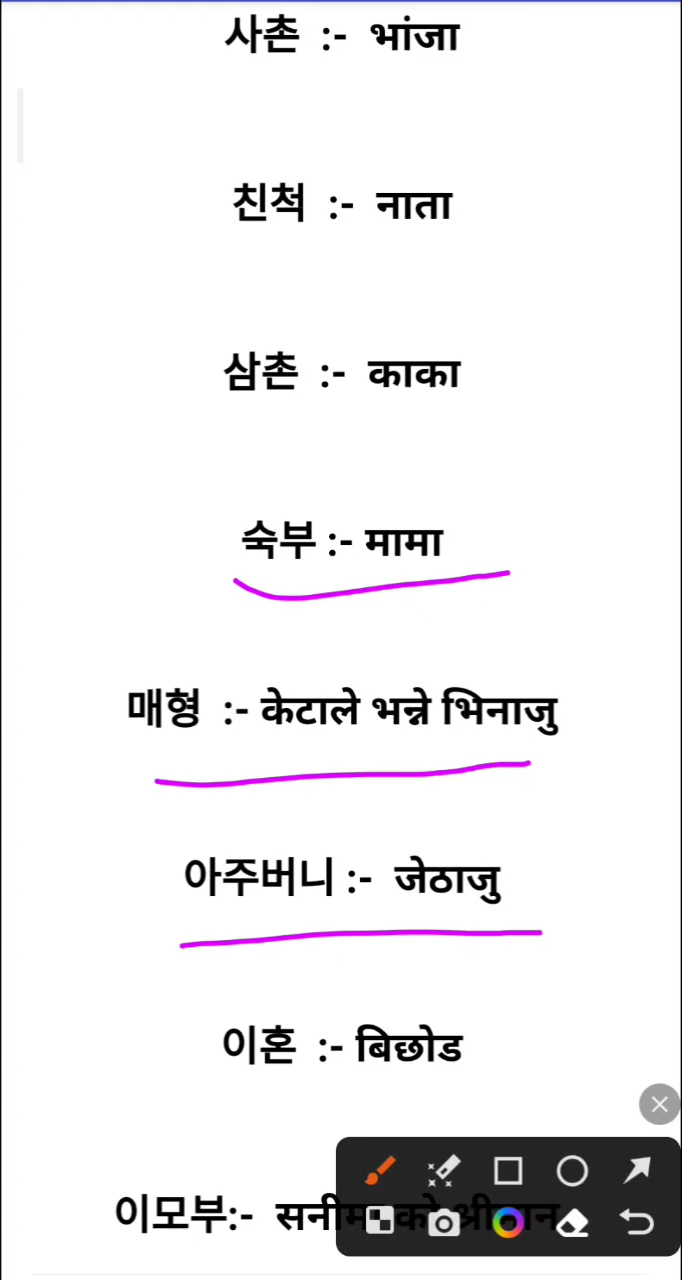 사촌 :- भांजा
친척 :- नाता
삼촌 :- काका
숙부 :- मामा
매형 :- केटाले भन्ने भिनाजु
아주버니 :- जेठाजु
이혼 :- बिछोड
이모부:- सनीमा को श्रीमान